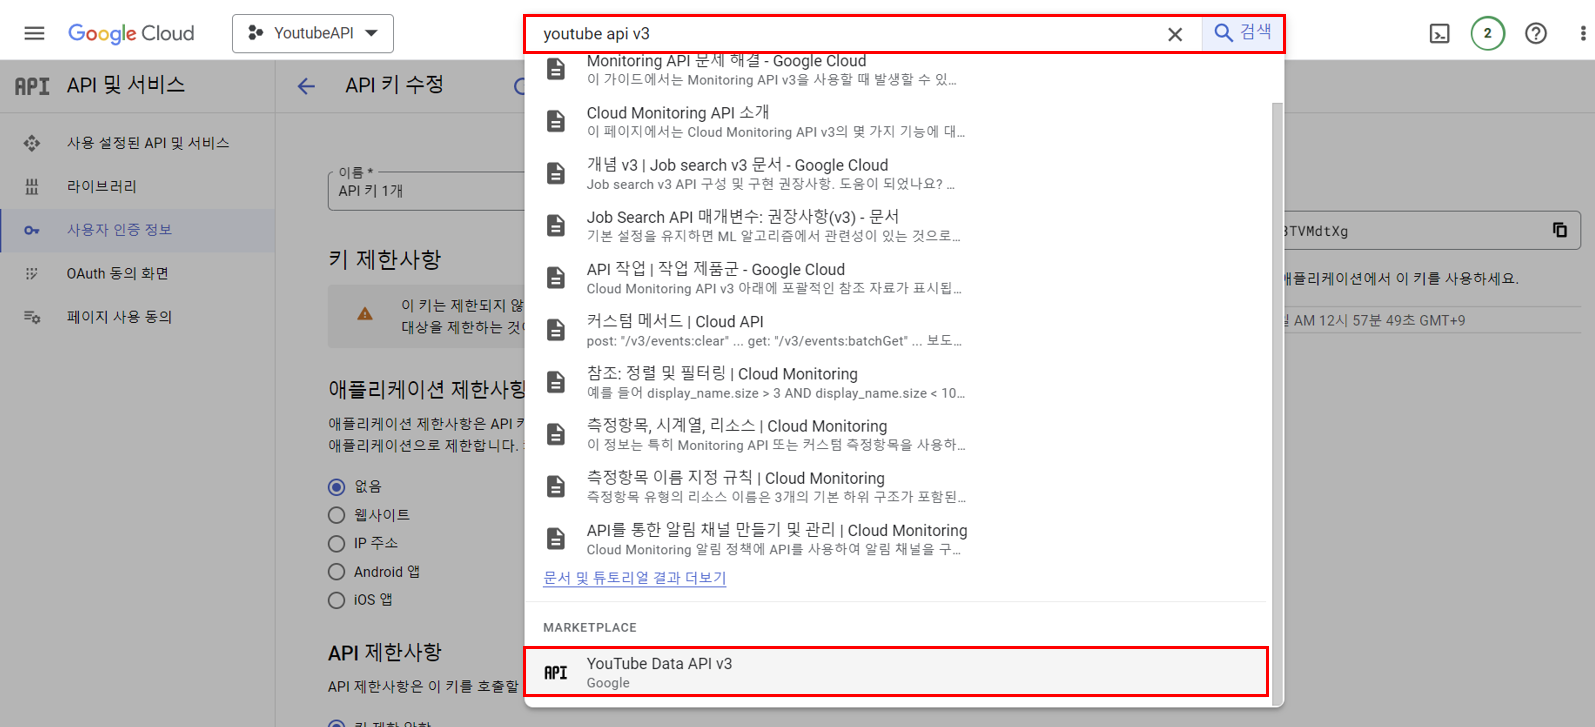 Google Cloud
YoutubeAPI
youtube api v3
검색
2
API
API 및 서비스
사용 설정된 API 및 서비스
라이브러리
사용자 인증 정보
OAuth 동의 화면
페이지 사용 동의
API 키 수정
이름 *
API 키 1개
키 제한사항
이 키는 제한되지 않
대상을 제한하는 것
애플리케이션 제한사항
애플리케이션 제한사항은 API 키
애플리케이션으로 제한합니다.
없음
웹사이트
IP 주소
Android 앱
iOS 앱
API 제한사항
API 제한사항은 이 키를 호출할
키 제한 안함
Monitoring API 문제 해결 - Google Cloud
이 가이드에서는 Monitoring API v3을 사용할 때 발생할 수 있...
Cloud Monitoring API 소개
이 페이지에서는 Cloud Monitoring API v3의 몇 가지 기능에 대...
개념 v3 | Job search v3 문서 - Google Cloud
Job search v3 API 구성 및 구현 권장사항. 도움이 되었나요? ...
Job Search API 매개변수: 권장사항(v3) - 문서
기본 설정을 유지하면 ML 알고리즘에서 관련성이 있는 것으로...
API 작업 | 작업 제품군 - Google Cloud
Cloud Monitoring API v3 아래에 포괄적인 참조 자료가 표시됩...
커스텀 메서드 | Cloud API
post: "/v3/events:clear" ... get: "/v3/events:batchGet" ... 보도...
참조: 정렬 및 필터링 | Cloud Monitoring
예를 들어 display_name.size > 3 AND display_name.size < 10...
측정항목, 시계열, 리소스 | Cloud Monitoring
이 정보는 특히 Monitoring API 또는 커스텀 측정항목을 사용하...
측정항목 이름 지정 규칙 | Cloud Monitoring
측정항목 유형의 리소스 이름은 3개의 기본 하위 구조가 포함된...
API를 통한 알림 채널 만들기 및 관리 | Cloud Monitoring
Cloud Monitoring 알림 정책에 API를 사용하여 알림 채널을 구...
문서 및 튜토리얼 결과 더보기
MARKETPLACE
API
YouTube Data API v3
Google
TVMdtXg
애플리케이션에서 이 키를 사용하세요.
AM 12시 57분 49초 GMT+9